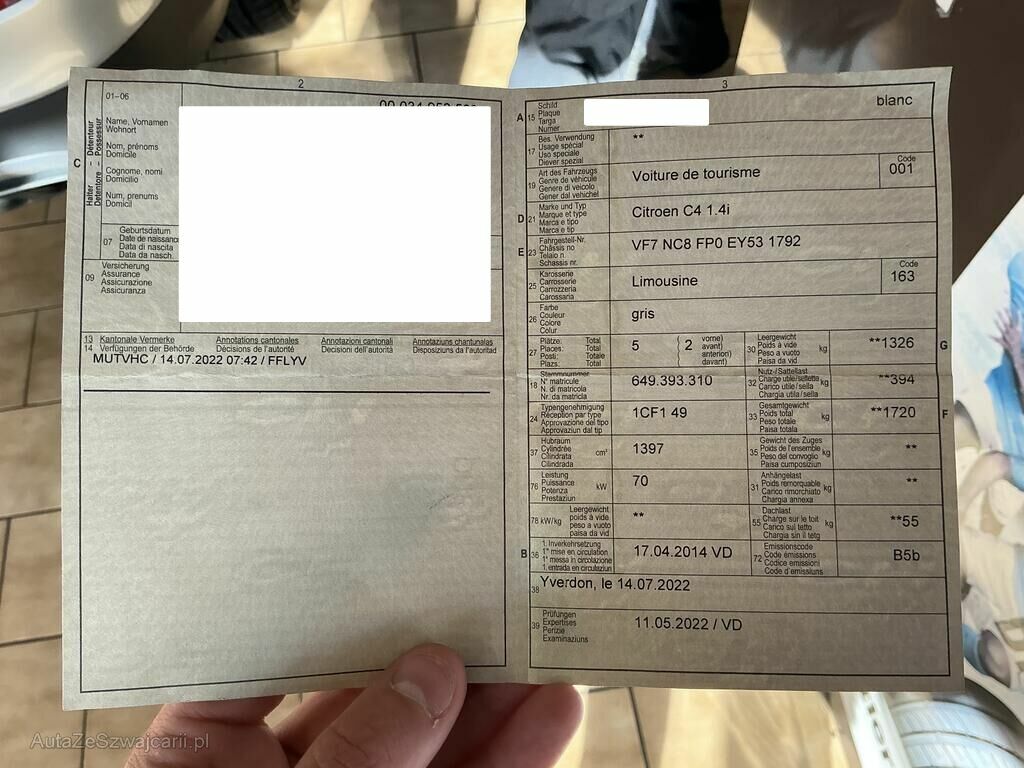 2
01–06
00.034.952.5
C
Halter – Détenteur
Detentore – Possessur
Name, Vornamen
Wohnort
Nom, prénoms
Domicile
Cognome, nomi
Domicilio
Num, prenums
Domicil
07
Geburtsdatum
Date de naissance
Data di nascita
Data da nasch.
09
Versicherung
Assurance
Assicurazione
Assicuranza
13 Kantonale Vermerke Annotations cantonales Annotazioni cantonali Annotaziuns chantunalas
14 Verfügungen der Behörde Décisions de l'autorité Decisioni dell'autorità Disposiziuns da l'autoritad
MUTVHC / 14.07.2022 07:42 / FFLYV
3
A 15
Schild
Plaque
Targa
Numer
blanc
17
Bes. Verwendung
Usage spécial
Uso speciale
Diever spezial
**
19
Art des Fahrzeugs
Genre de véhicule
Genere di veicolo
Gener dal vehichel
Voiture de tourisme
Code
001
D 21
Marke und Typ
Marque et type
Marca e tipo
Marca e tip
Citroen C4 1.4i
E 23
Fahrgestell-Nr.
Châssis no
Telaio n.
Schassis nr.
VF7 NC8 FP0 EY53 1792
25
Karosserie
Carrosserie
Carrozzeria
Carossaria
Limousine
Code
163
26
Farbe
Couleur
Colore
Colur
gris
27
Plätze: Total
Places: Total
Posti: Totale
Plazs: Total
5 ( 2
vorne)
avant)
anteriori)
davant)
30
Leergewicht
Poids à vide
Peso a vuoto
Paisa da vid
kg
**1326
G
18
Stammnummer
N° matricule
N. di matricola
Nr. da matricla
649.393.310
32
Nutz-/Sattellast
Charge utile/sellette
Carico utile/sella
Chargia utila/sella
kg
**394
24
Typengenehmigung
Réception par type
Approvazione del tipo
Approvaziun dal tip
1CF1 49
33
Gesamtgewicht
Poids total
Peso totale
Paisa totala
kg
**1720
F
37
Hubraum
Cylindrée
Cilindrata
Cilindrada
cm³
1397
35
Gewicht des Zuges
Poids de l'ensemble
Peso del convoglio
Paisa cumposiziun
kg
**
76
Leistung
Puissance
Potenza
Prestaziun
kW
70
31
Anhängelast
Poids remorquable
Carico rimorchiato
Chargia annexa
kg
**
78 kW/kg
Leergewicht
poids à vide
peso a vuoto
paisa da vid
**
55
Dachlast
Charge sur le toit
Carico sul tetto
Chargia sin il tetg
kg
**55
B 36
1. Inverkehrsetzung
1re mise en circulation
1a messa in circolazione
1. entrada en circulaziun
17.04.2014 VD
72
Emissionscode
Code émissions
Codice emissioni
Code d'emissiuns
B5b
38
Yverdon, le 14.07.2022
39
Prüfungen
Expertises
Perizie
Examinaziuns
11.05.2022 / VD
AutaZeSzwajcarii.pl